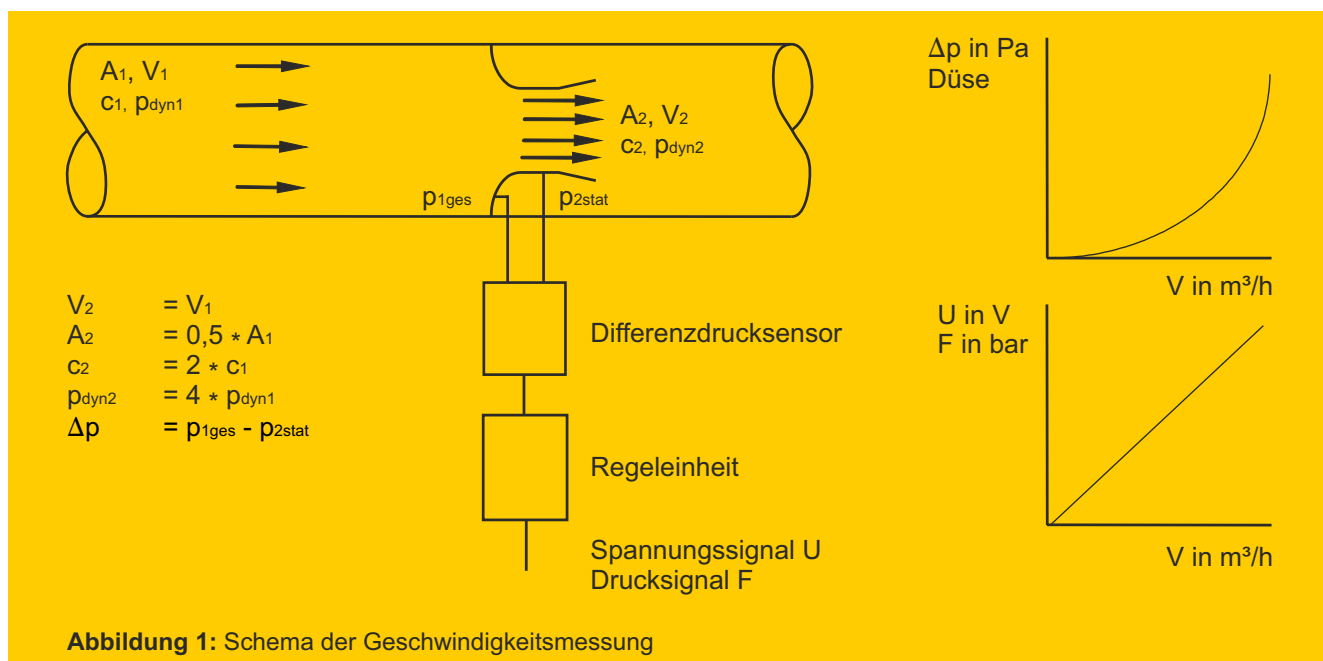 A1, V1
c1, pdyn1
A2, V2
c2, pdyn2
p1ges
p2stat
V2 = V1
A2 = 0,5 * A1
c2 = 2 * c1
pdyn2 = 4 * pdyn1
Δp = p1ges - p2stat
Differenzdrucksensor
Regeleinheit
Spannungssignal U
Drucksignal F
Δp in Pa
Düse
V in m³/h
U in V
F in bar
V in m³/h
Abbildung 1: Schema der Geschwindigkeitsmessung